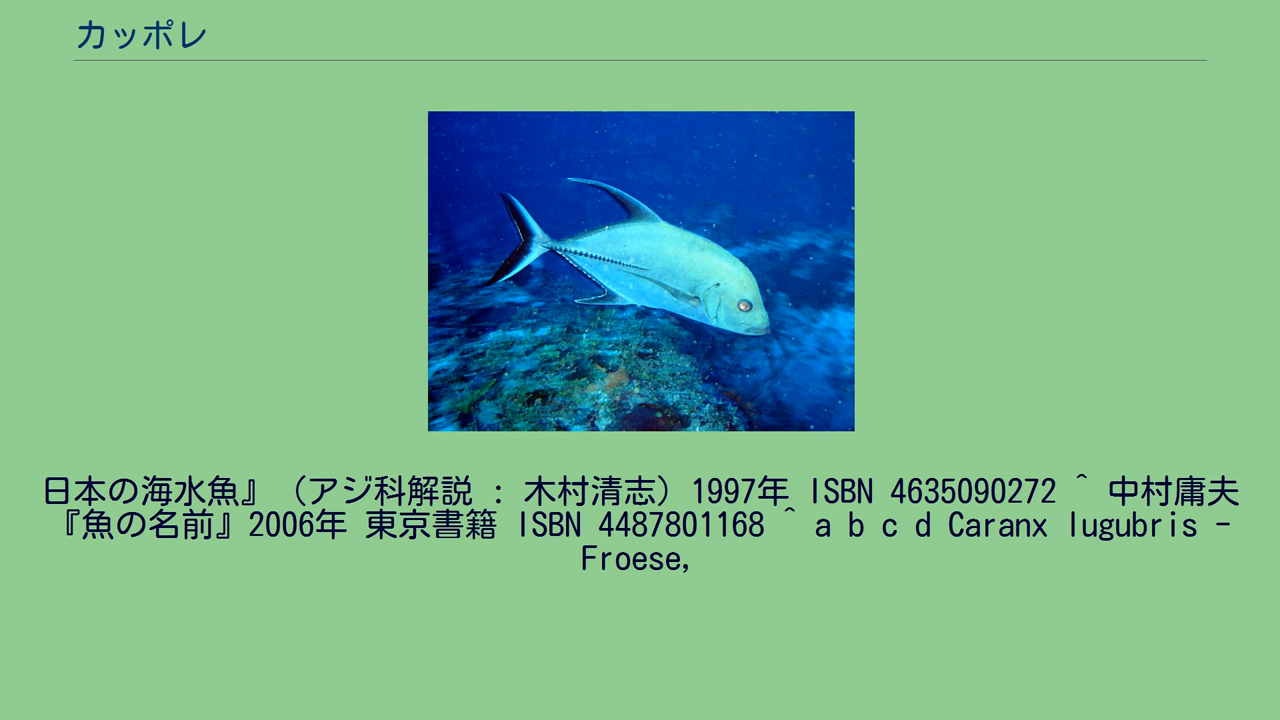 カッポレ
日本の海水魚』（アジ科解説 : 木村清志）1997年 ISBN 4635090272 ^ 中村庸夫
『魚の名前』2006年 東京書籍 ISBN 4487801168 ^ a b c d Caranx lugubris -
Froese,